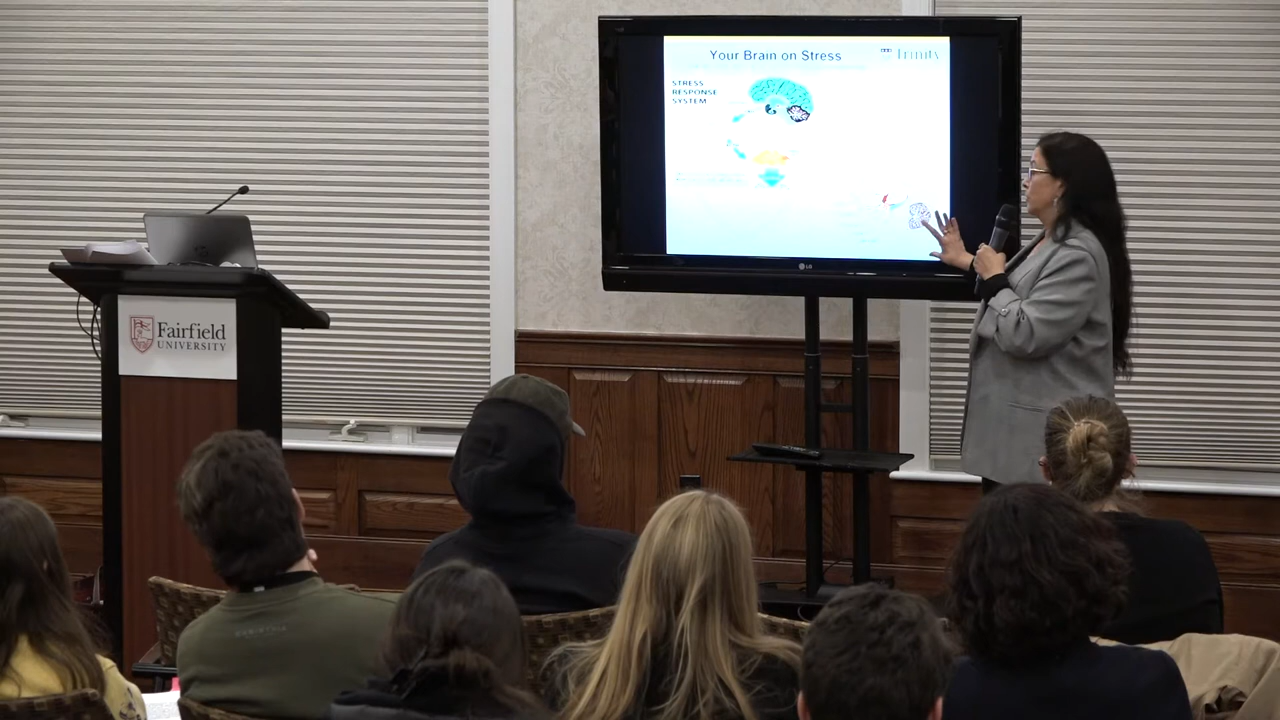 Your Brain on Stress
Trinity
STRESS
RESPONSE
SYSTEM
LG
Fairfield
UNIVERSITY